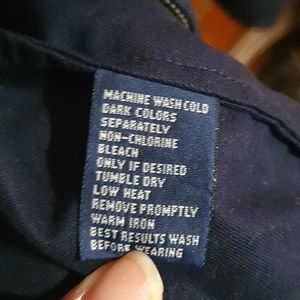 MACHINE WASH COLD
DARK COLORS
SEPARATELY
NON-CHLORINE
BLEACH
ONLY IF DESIRED
TUMBLE DRY
LOW HEAT
REMOVE PROMPTLY
WARM IRON
BEST RESULTS WASH
BEFORE WEARING